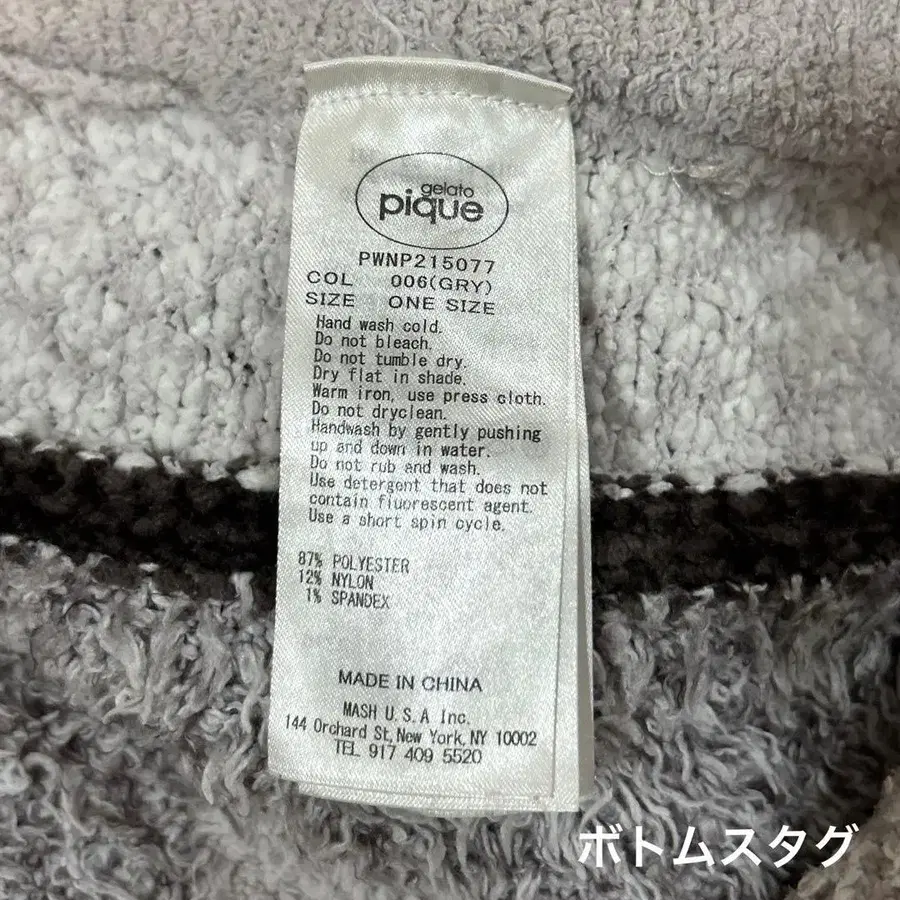 gelato
pique
PWNP215077
COL 006(GRY)
SIZE ONE SIZE
Hand wash cold.
Do not bleach.
Do not tumble dry.
Dry flat in shade.
Warm iron, use press cloth.
Do not dryclean.
Handwash by gently pushing
up and down in water.
Do not rub and wash.
Use detergent that does not
contain fluorescent agent.
Use a short spin cycle.
87% POLYESTER
12% NYLON
1% SPANDEX
MADE IN CHINA
MASH U.S.A Inc.
144 Orchard St, New York, NY 10002
TEL 917 409 5520
ボトムスタグ